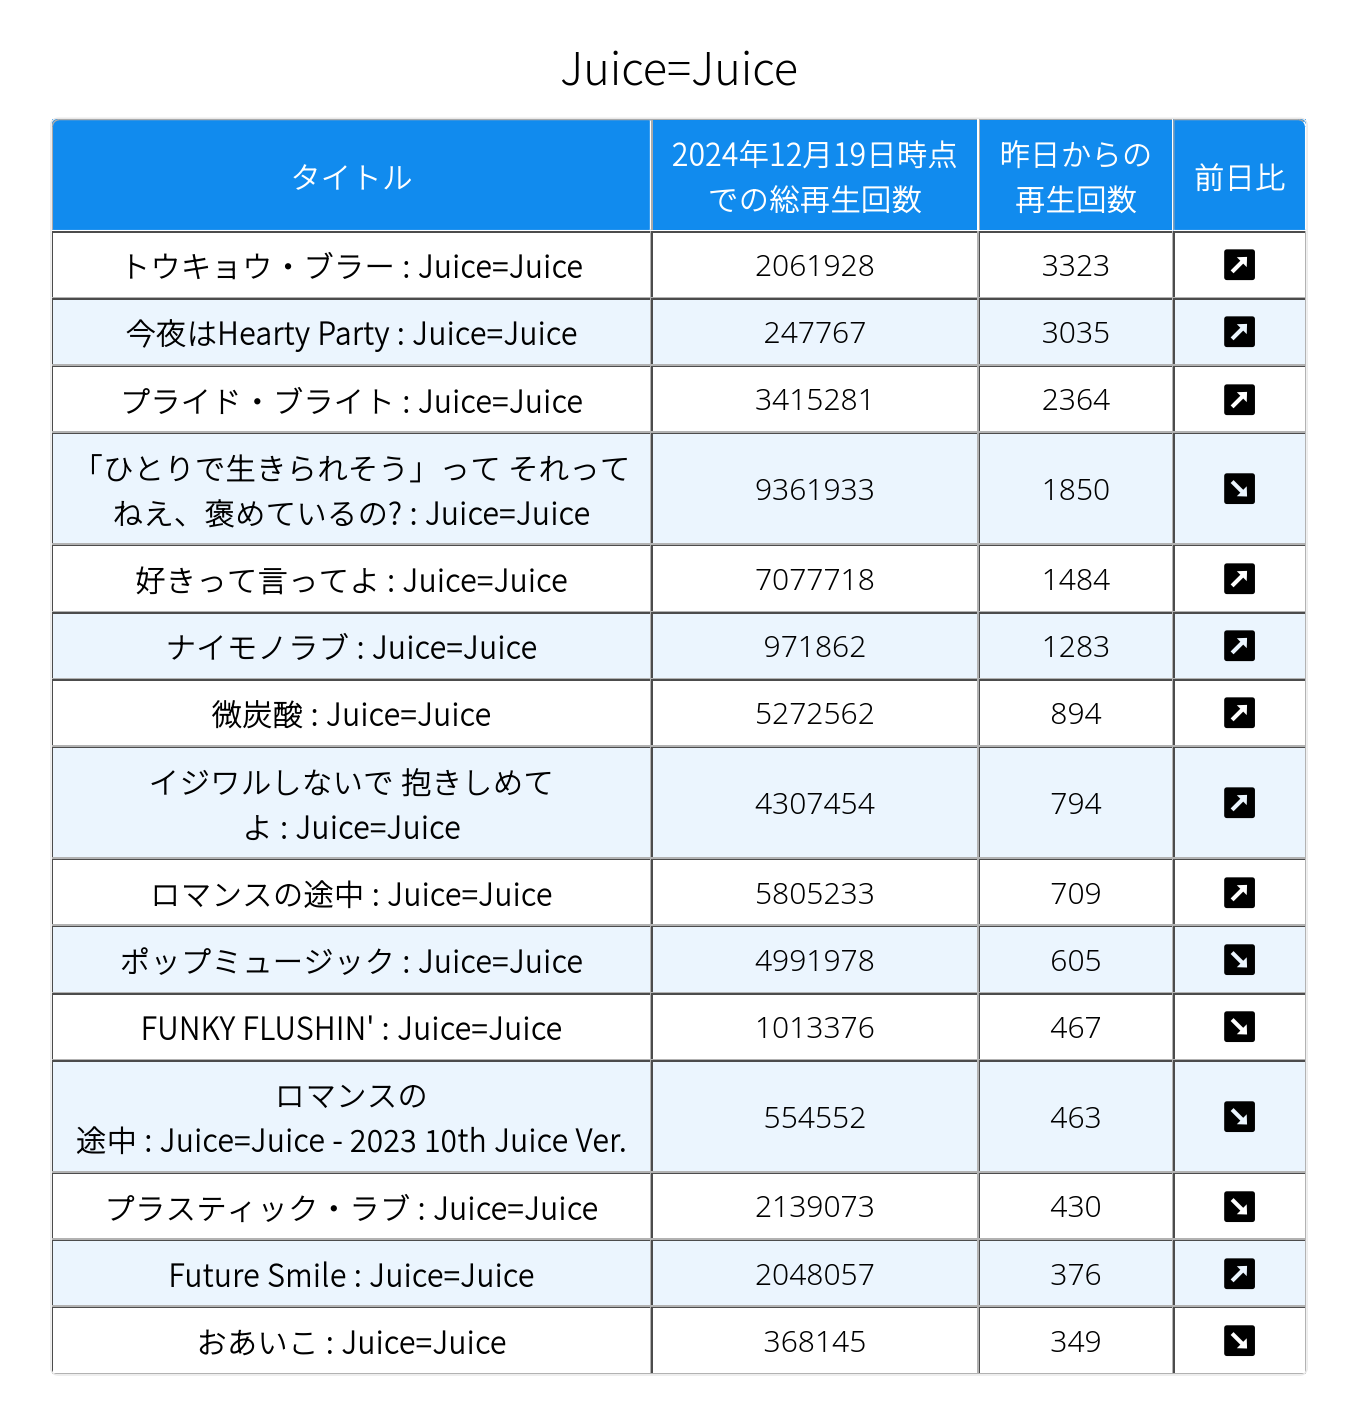 Juice=Juice
タイトル
2024年12月19日時点
での総再生回数
昨日からの
再生回数
前日比
トウキョウ・ブラー : Juice=Juice
2061928
3323
今夜はHearty Party : Juice=Juice
247767
3035
プライド・ブライト : Juice=Juice
3415281
2364
「ひとりで生きられそう」って それって
ねえ、褒めているの? : Juice=Juice
9361933
1850
好きって言ってよ : Juice=Juice
7077718
1484
ナイモノラブ : Juice=Juice
971862
1283
微炭酸 : Juice=Juice
5272562
894
イジワルしないで 抱きしめて
よ : Juice=Juice
4307454
794
ロマンスの途中 : Juice=Juice
5805233
709
ポップミュージック : Juice=Juice
4991978
605
FUNKY FLUSHIN' : Juice=Juice
1013376
467
ロマンスの
途中 : Juice=Juice - 2023 10th Juice Ver.
554552
463
プラスティック・ラブ : Juice=Juice
2139073
430
Future Smile : Juice=Juice
2048057
376
おあいこ : Juice=Juice
368145
349